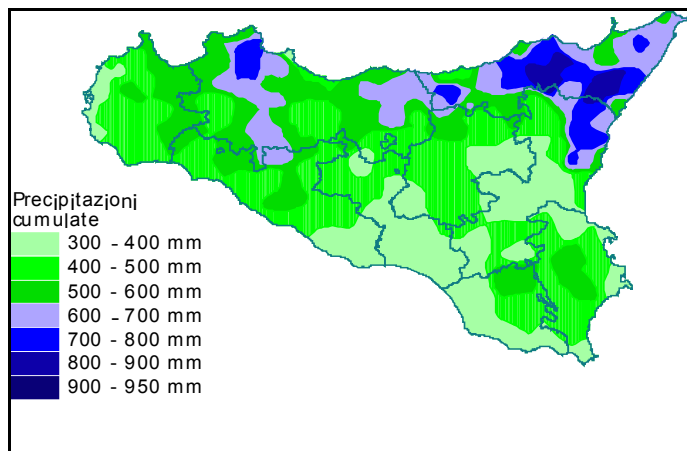 Precipitazioni
cumulate
300 - 400 mm
400 - 500 mm
500 - 600 mm
600 - 700 mm
700 - 800 mm
800 - 900 mm
900 - 950 mm